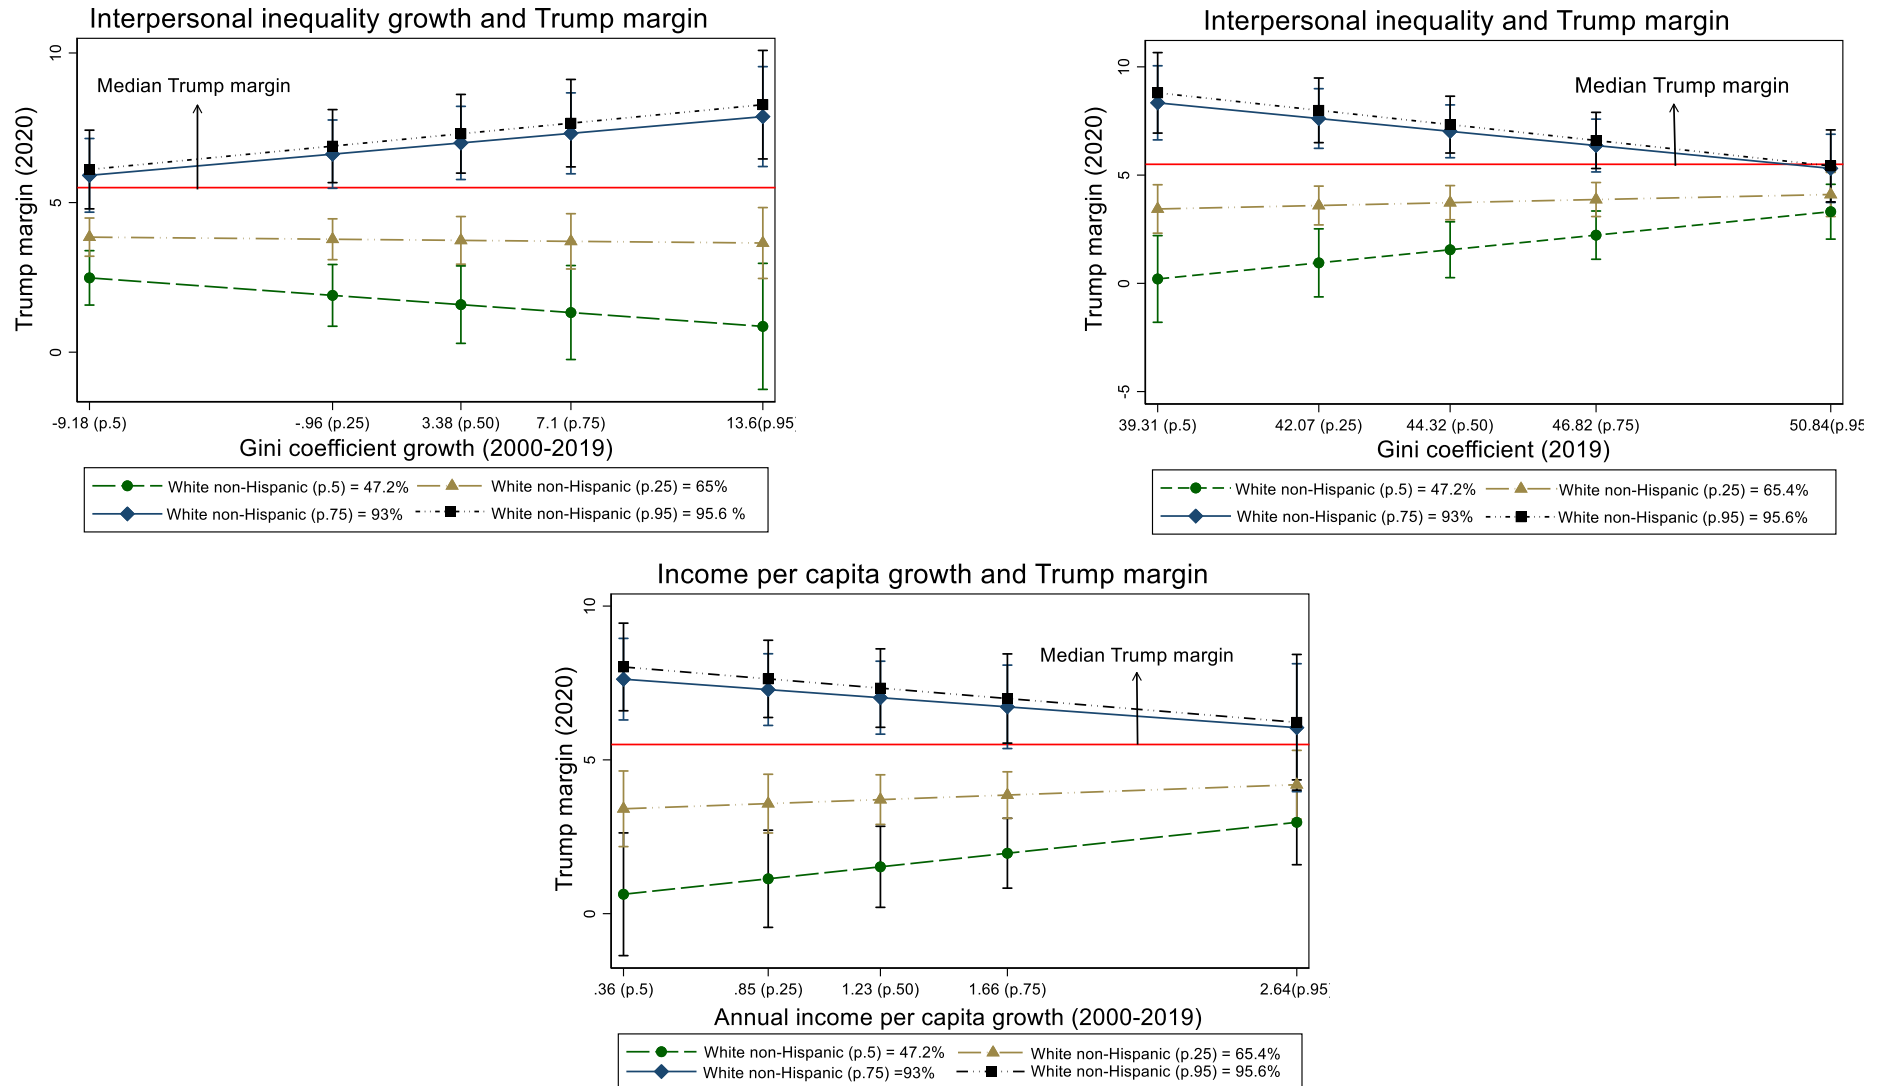 Interpersonal inequality growth and Trump margin
Trump margin (2020)
10
5
0
Median Trump margin
-9.18 (p.5)
-.96 (p.25)
3.38 (p.50)
7.1 (p.75)
13.6(p.95)
Gini coefficient growth (2000-2019)
White non-Hispanic (p.5) = 47.2%
White non-Hispanic (p.25) = 65%
White non-Hispanic (p.75) = 93%
White non-Hispanic (p.95) = 95.6 %
Interpersonal inequality and Trump margin
Trump margin (2020)
10
5
0
-5
Median Trump margin
39.31 (p.5)
42.07 (p.25)
44.32 (p.50)
46.82 (p.75)
50.84(p.95
Gini coefficient (2019)
White non-Hispanic (p.5) = 47.2%
White non-Hispanic (p.25) = 65.4%
White non-Hispanic (p.75) = 93%
White non-Hispanic (p.95) = 95.6%
Income per capita growth and Trump margin
Trump margin (2020)
10
5
0
Median Trump margin
.36 (p.5)
.85 (p.25)
1.23 (p.50)
1.66 (p.75)
2.64(p.95)
Annual income per capita growth (2000-2019)
White non-Hispanic (p.5) = 47.2%
White non-Hispanic (p.25) = 65.4%
White non-Hispanic (p.75) =93%
White non-Hispanic (p.95) = 95.6%